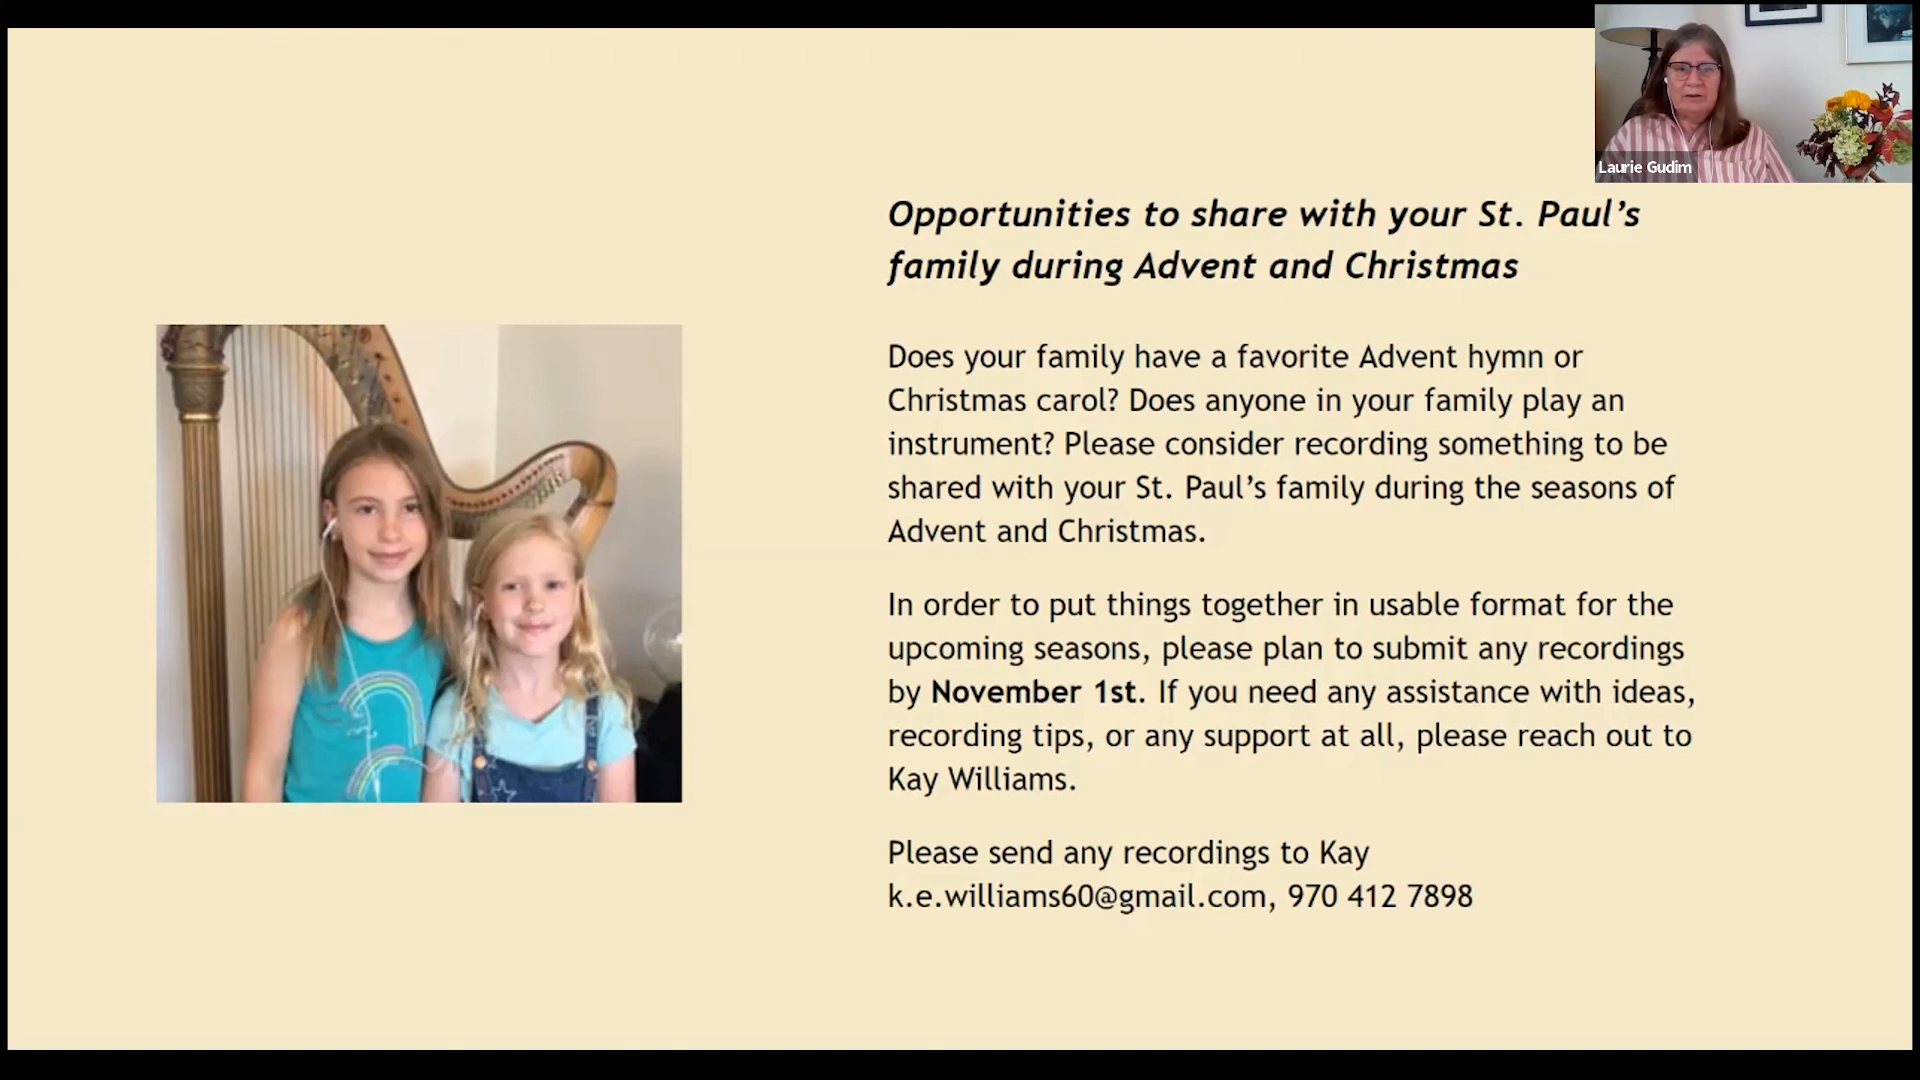 Laurie Gudim
Opportunities to share with your St. Paul’s
family during Advent and Christmas
Does your family have a favorite Advent hymn or
Christmas carol? Does anyone in your family play an
instrument? Please consider recording something to be
shared with your St. Paul’s family during the seasons of
Advent and Christmas.
In order to put things together in usable format for the
upcoming seasons, please plan to submit any recordings
by November 1st. If you need any assistance with ideas,
recording tips, or any support at all, please reach out to
Kay Williams.
Please send any recordings to Kay
k.e.williams60@gmail.com, 970 412 7898